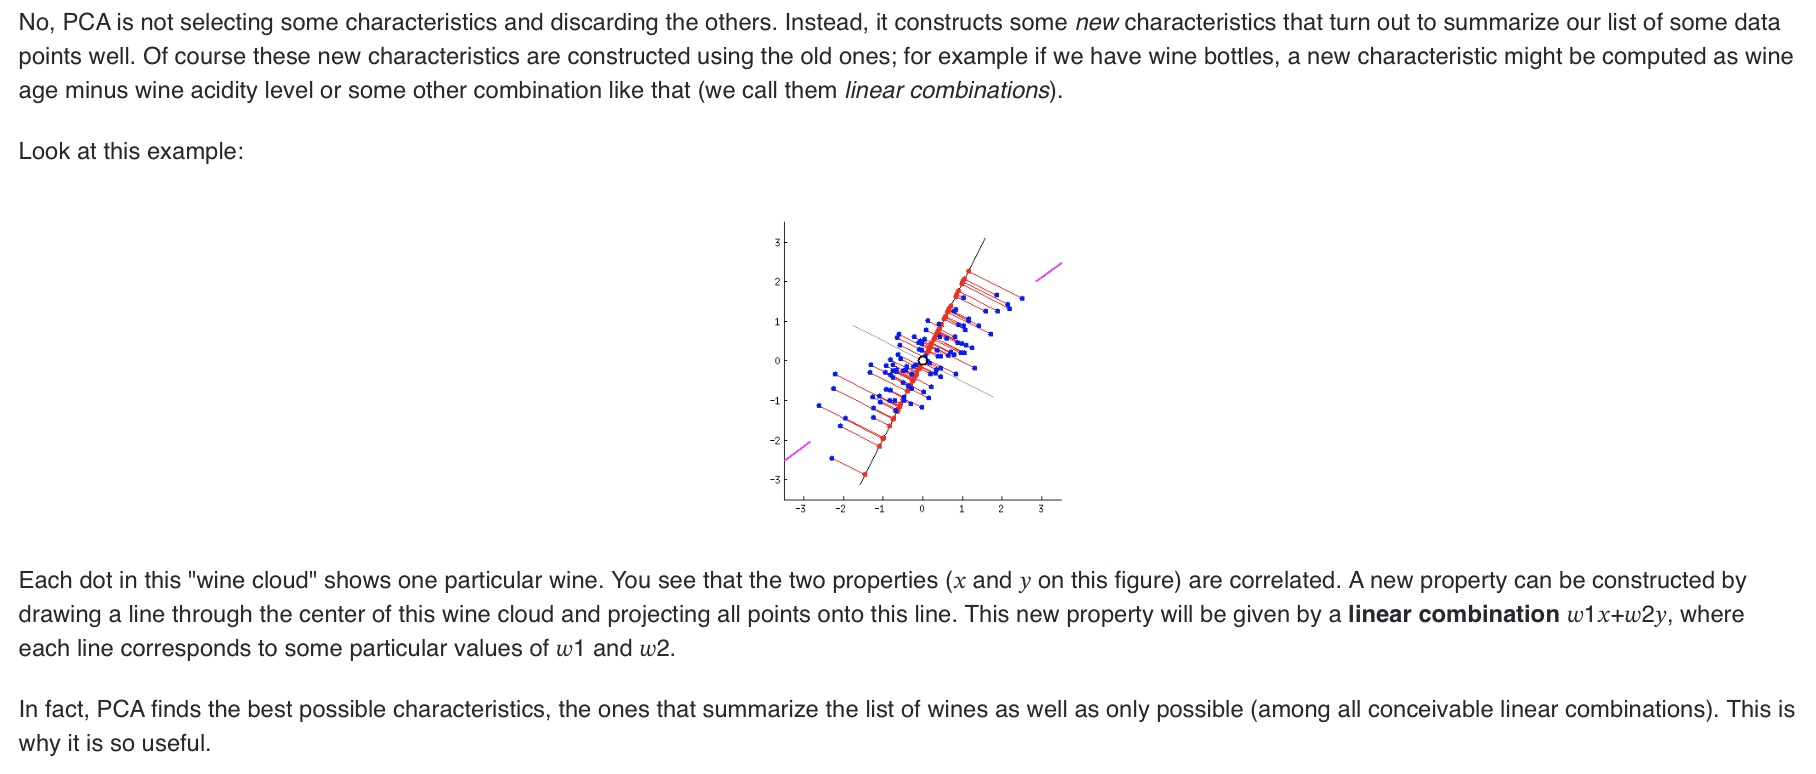 No, PCA is not selecting some characteristics and discarding the others. Instead, it constructs some new characteristics that turn out to summarize our list of some data
points well. Of course these new characteristics are constructed using the old ones; for example if we have wine bottles, a new characteristic might be computed as wine
age minus wine acidity level or some other combination like that (we call them linear combinations).
Look at this example:
3
2
1
0
−1
−2
−3
−3 −2 −1 0 1 2 3
Each dot in this "wine cloud" shows one particular wine. You see that the two properties (x and y on this figure) are correlated. A new property can be constructed by
drawing a line through the center of this wine cloud and projecting all points onto this line. This new property will be given by a linear combination w1x+w2y, where
each line corresponds to some particular values of w1 and w2.
In fact, PCA finds the best possible characteristics, the ones that summarize the list of wines as well as only possible (among all conceivable linear combinations). This is
why it is so useful.